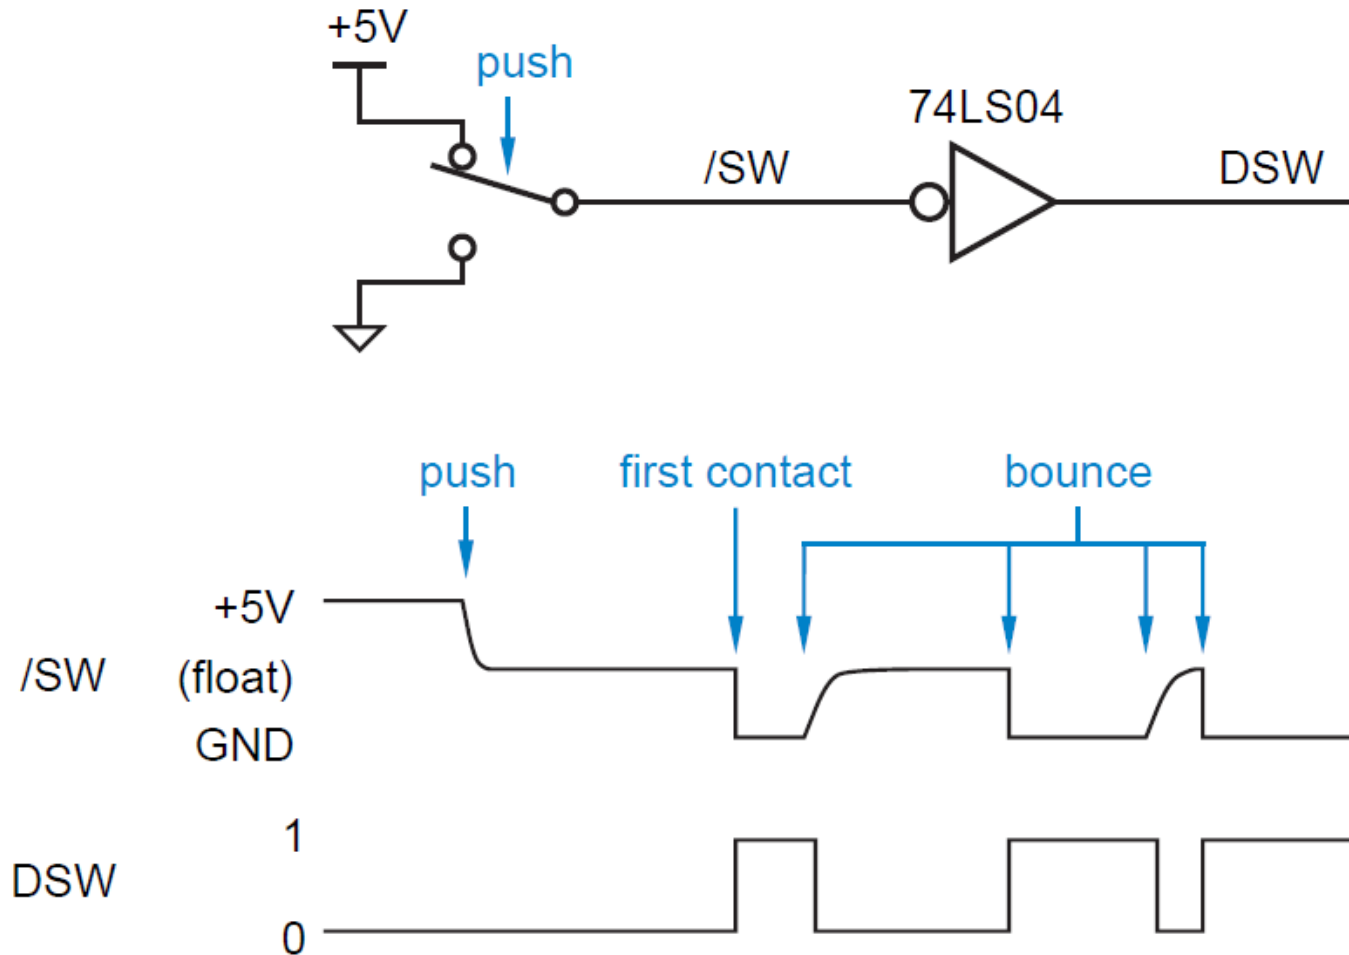 +5V
push
74LS04
/SW
DSW
push
first contact
bounce
+5V
/SW
(float)
GND
1
DSW
0